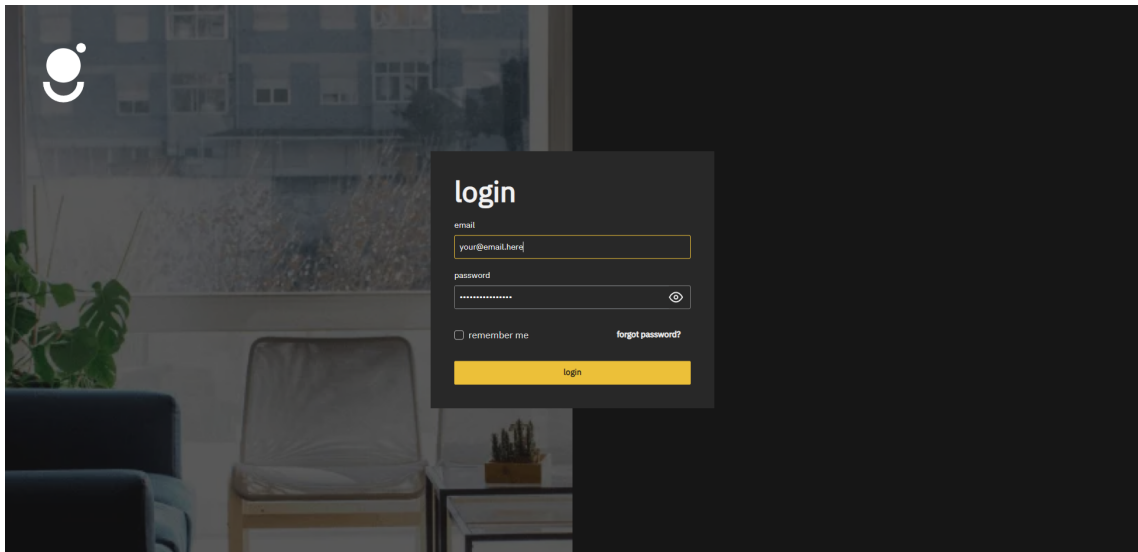 login
email
your@email.here
password
••••••••••••••••
remember me
forgot password?
login